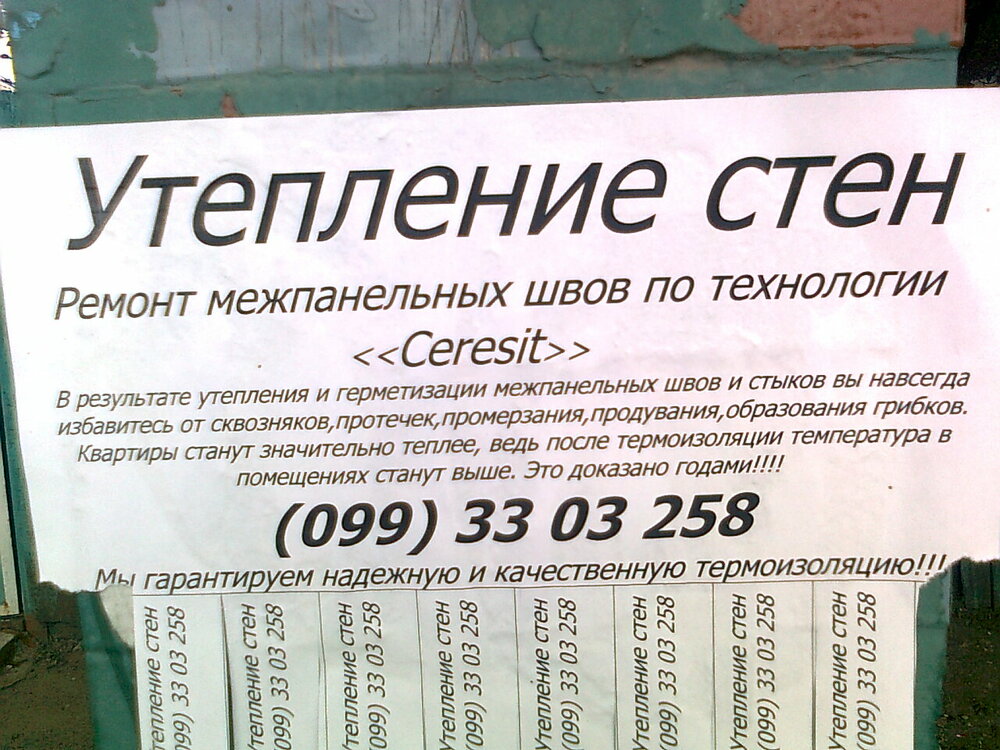 Утепление стен
Ремонт межпанельных швов по технологии
<<Ceresit>>
В результате утепления и герметизации межпанельных швов и стыков вы навсегда
избавитесь от сквозняков,протечек,промерзания,продувания,образования грибков.
Квартиры станут значительно теплее, ведь после термоизоляции температура в
помещениях станут выше. Это доказано годами!!!!
(099) 33 03 258
Мы гарантируем надежную и качественную термоизоляцию!!!
Утепление стен
(099) 33 03 258
Утепление стен
(099) 33 03 258
Утепление стен
(099) 33 03 258
Утепление стен
(099) 33 03 258
Утепление стен
(099) 33 03 258
Утепление стен
(099) 33 03 258
Утепление стен
(099) 33 03 258
Утепление стен
(099) 33 03 258